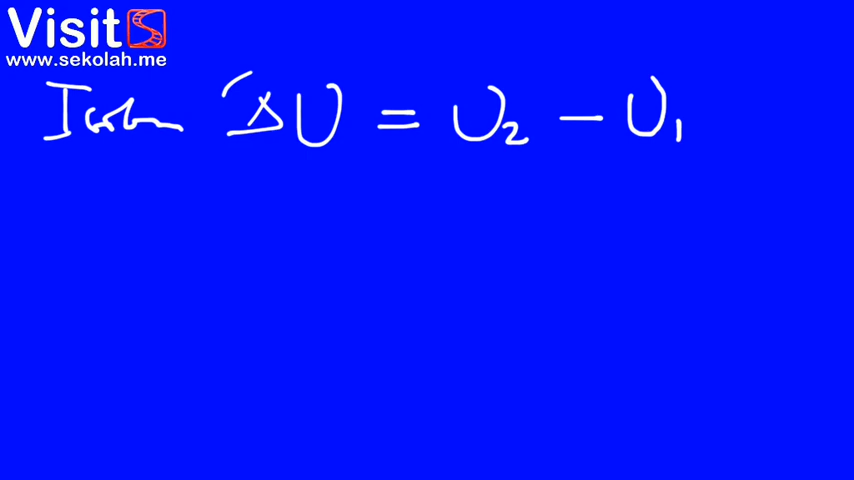 Visit S
www.sekolah.me
ΔU = U₂ − U₁